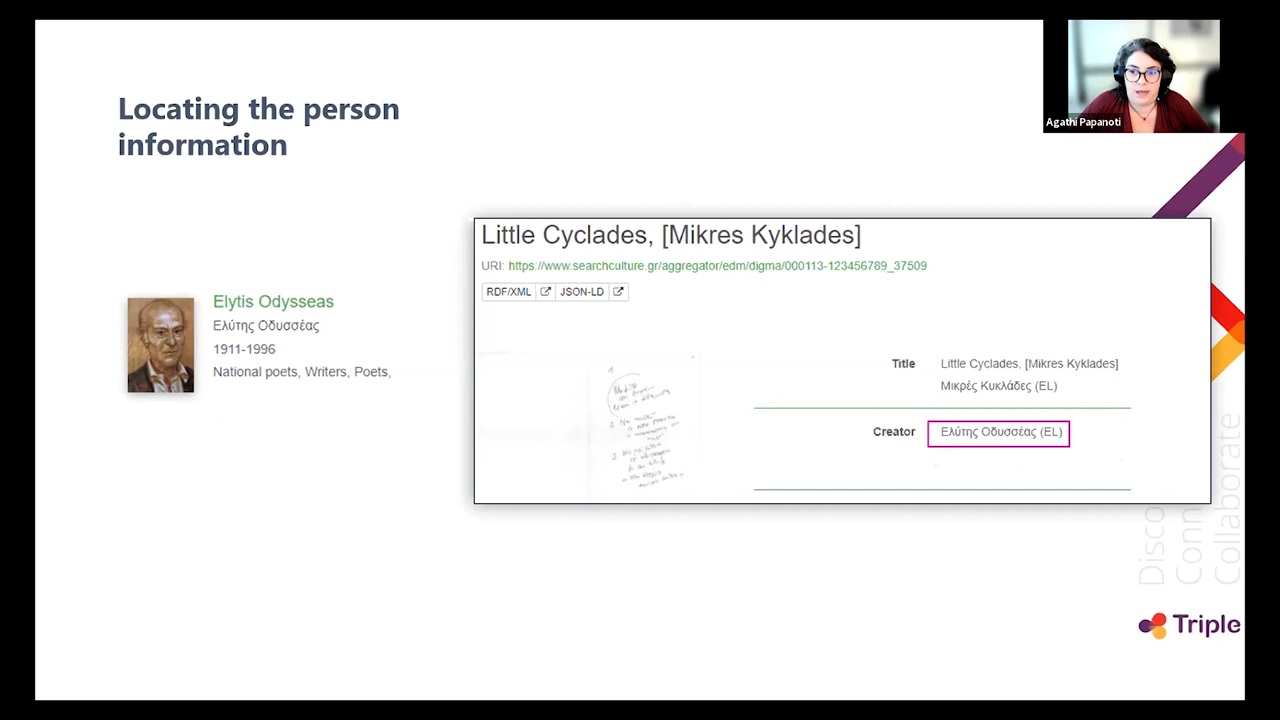 Agathi Papanoti
Locating the person
information
Elytis Odysseas
Ελύτης Οδυσσέας
1911-1996
National poets, Writers, Poets,
Little Cyclades, [Mikres Kyklades]
URI: https://www.searchculture.gr/aggregator/edm/digma/000113-123456789_37509
RDF/XML JSON-LD
Title Little Cyclades, [Mikres Kyklades]
Μικρές Κυκλάδες (EL)
Creator Ελύτης Οδυσσέας (EL)
Collaborate
Triple